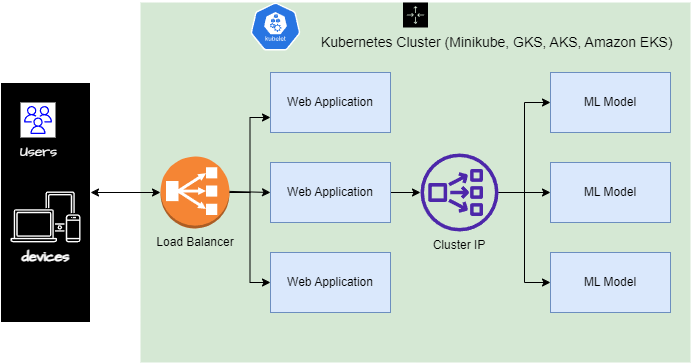 kubelet
Kubernetes Cluster (Minikube, GKS, AKS, Amazon EKS)
Users
devices
Load Balancer
Web Application
Web Application
Web Application
Cluster IP
ML Model
ML Model
ML Model